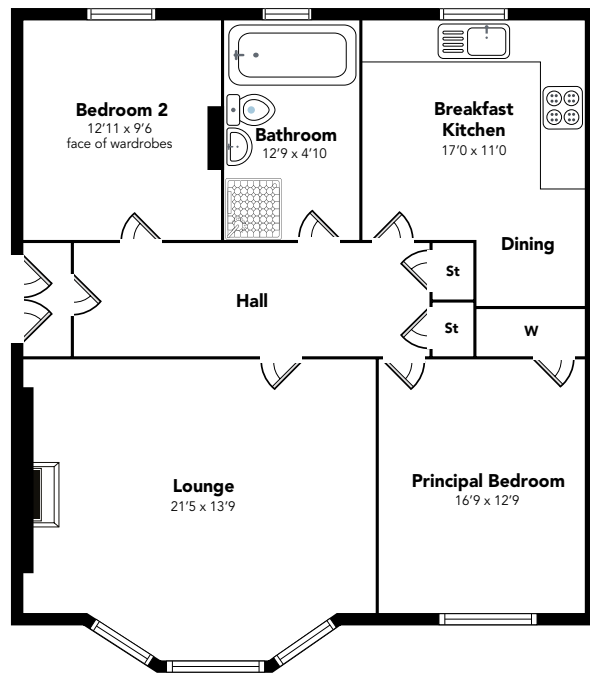 Bedroom 2
12'11 x 9'6
face of wardrobes
Bathroom
12'9 x 4'10
Breakfast
Kitchen
17'0 x 11'0
Dining
St
Hall
St
W
Lounge
21'5 x 13'9
Principal Bedroom
16'9 x 12'9